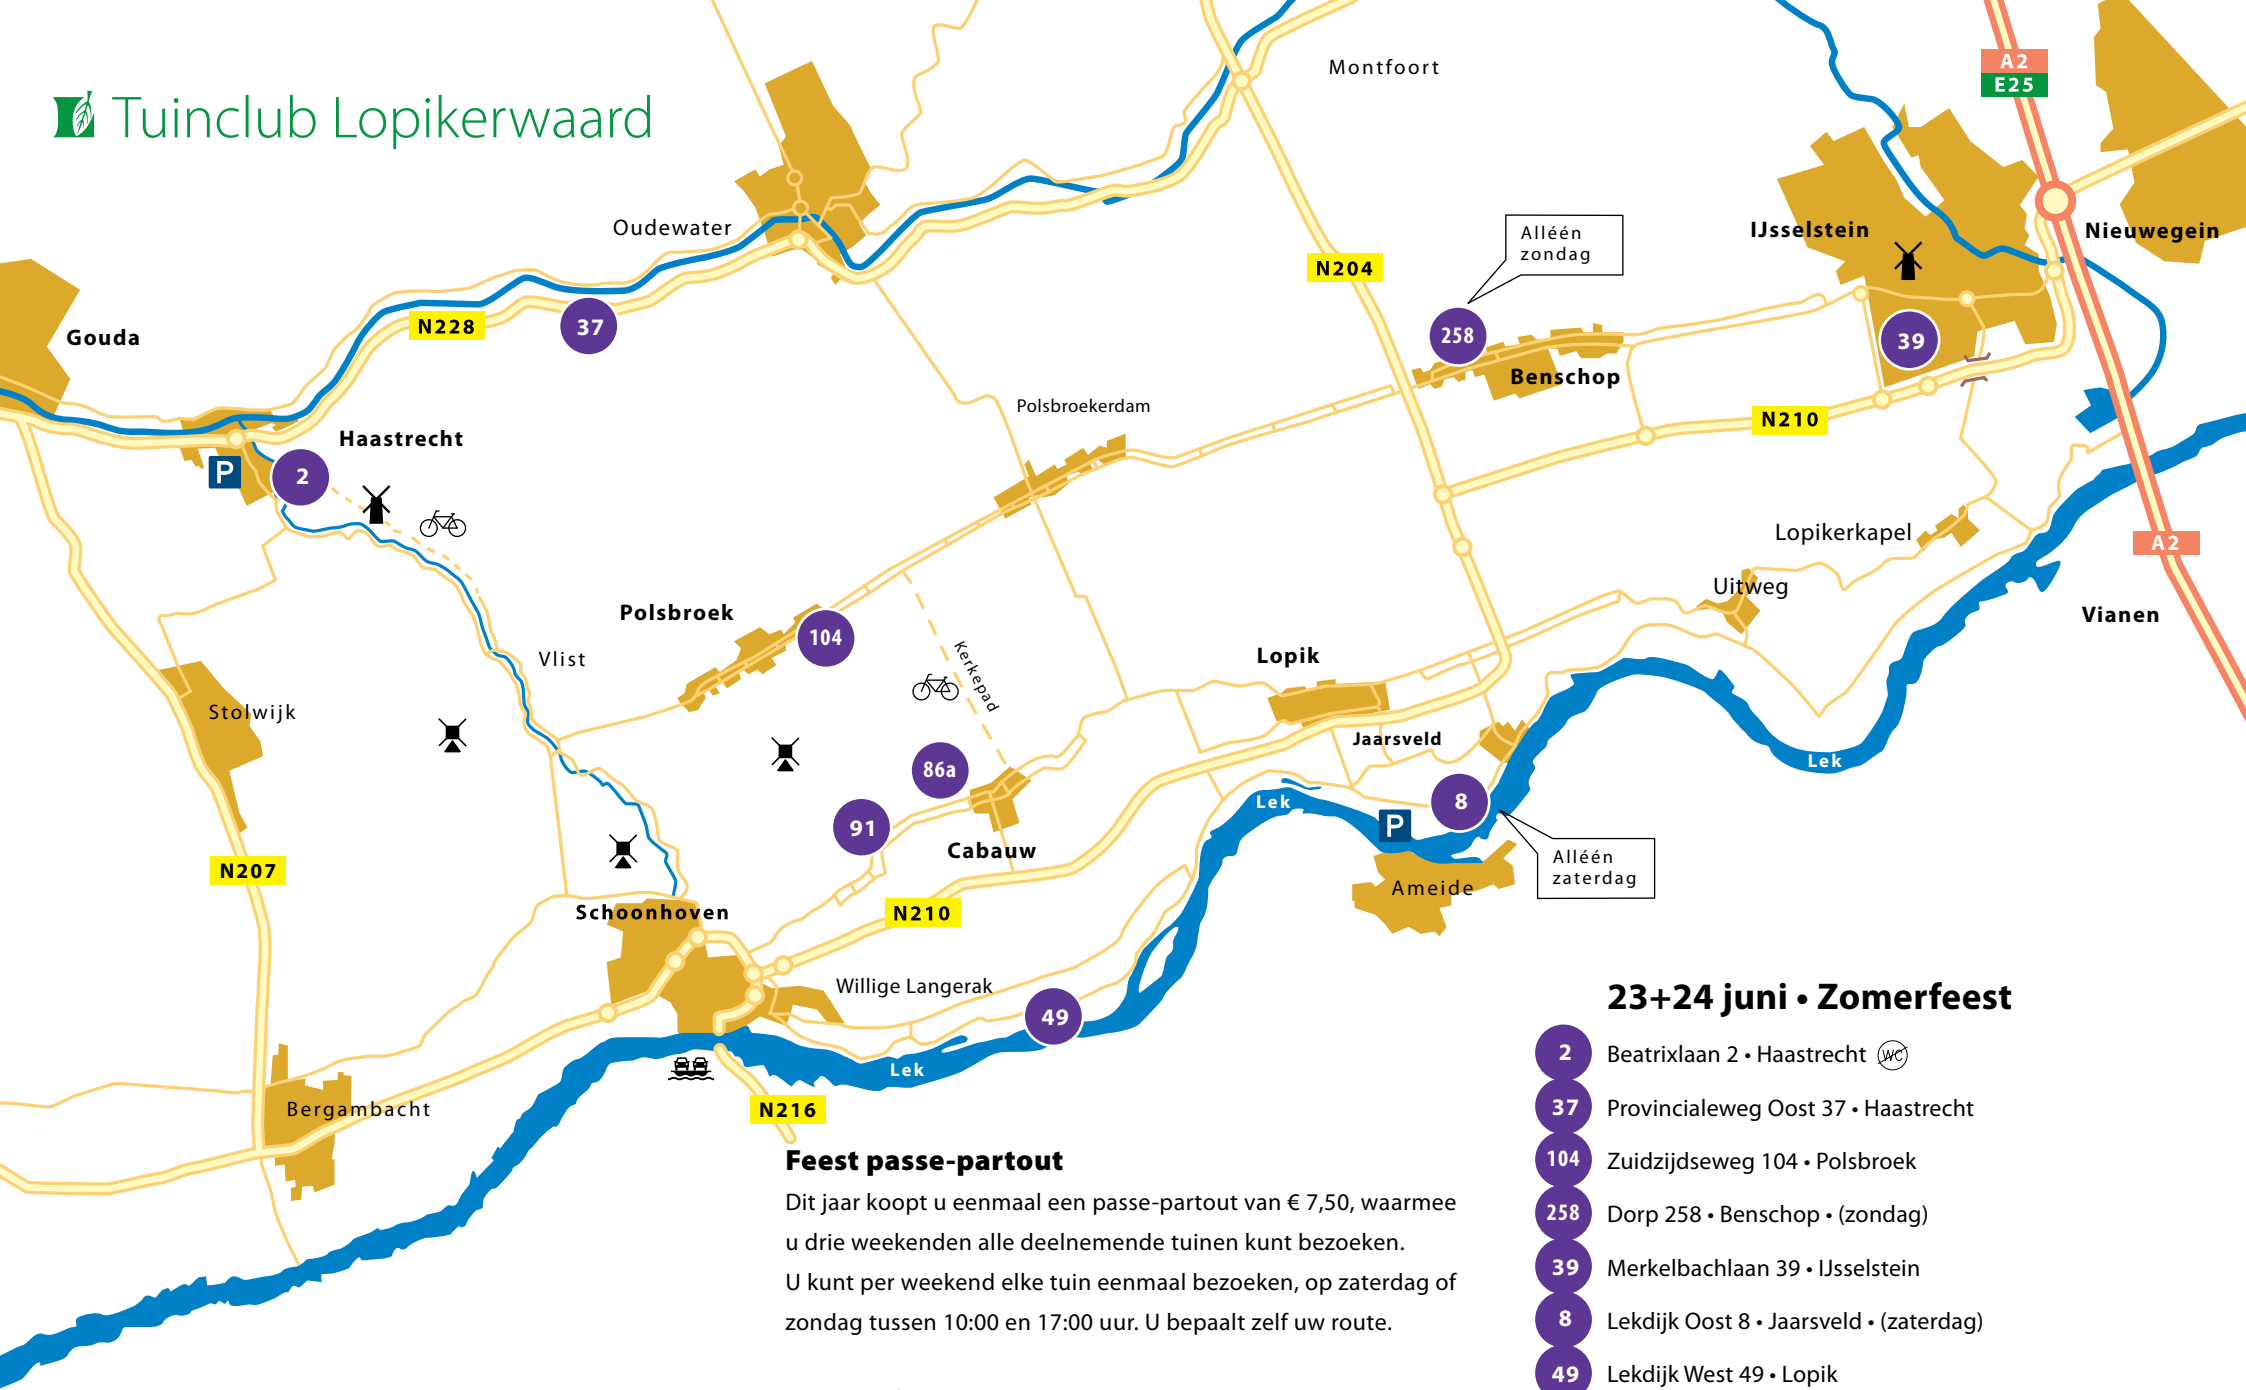 Tuinclub Lopikerwaard
Montfoort
A2
E25
Oudewater
Alléén
zondag
IJsselstein
Nieuwegein
N204
Gouda
N228
37
258
39
Benschop
Polsbroekerdam
N210
Haastrecht
P
2
Lopikerkapel
A2
Uitweg
Polsbroek
104
Vianen
Vlist
Kerkepad
Lopik
Stolwijk
Jaarsveld
Lek
86a
Lek
8
P
91
Cabauw
Alléén
zaterdag
N207
Ameide
Schoonhoven
N210
Willige Langerak
49
Lek
Bergambacht
N216
Feest passe-partout
Dit jaar koopt u eenmaal een passe-partout van € 7,50, waarmee
u drie weekenden alle deelnemende tuinen kunt bezoeken.
U kunt per weekend elke tuin eenmaal bezoeken, op zaterdag of
zondag tussen 10:00 en 17:00 uur. U bepaalt zelf uw route.
23+24 juni • Zomerfeest
2 Beatrixlaan 2 • Haastrecht WC
37 Provincialeweg Oost 37 • Haastrecht
104 Zuidzijdseweg 104 • Polsbroek
258 Dorp 258 • Benschop • (zondag)
39 Merkelbachlaan 39 • IJsselstein
8 Lekdijk Oost 8 • Jaarsveld • (zaterdag)
49 Lekdijk West 49 • Lopik